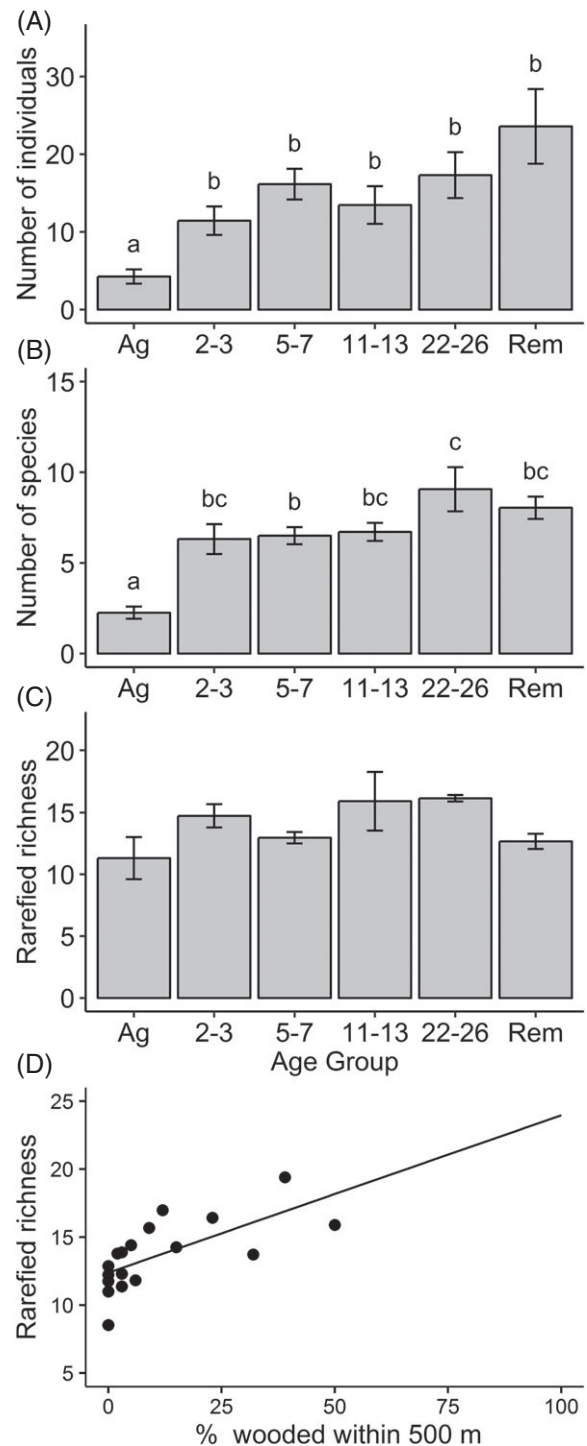 (A)
Number of individuals
30
20
10
0
a
b
b
b
b
b
Ag 2-3 5-7 11-13 22-26 Rem
(B)
Number of species
15
10
5
0
a
bc
b
bc
c
bc
Ag 2-3 5-7 11-13 22-26 Rem
(C)
Rarefied richness
20
15
10
5
0
Ag 2-3 5-7 11-13 22-26 Rem
Age Group
(D)
Rarefied richness
25
20
15
10
5
0 25 50 75 100
% wooded within 500 m